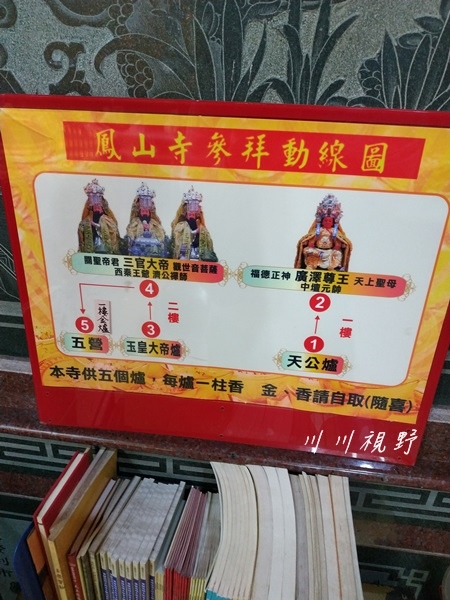 鳳山寺參拜動線圖
關聖帝君 三官大帝 觀世音菩薩
西秦王爺 濟公禪師
福德正神 廣澤尊王 天上聖母
中壇元帥
4
2
一樓金爐
二樓
一樓
5
3
1
五營
玉皇大帝爐
天公爐
本寺供五個爐，每爐一柱香 金 香請自取(隨喜)
川川視野